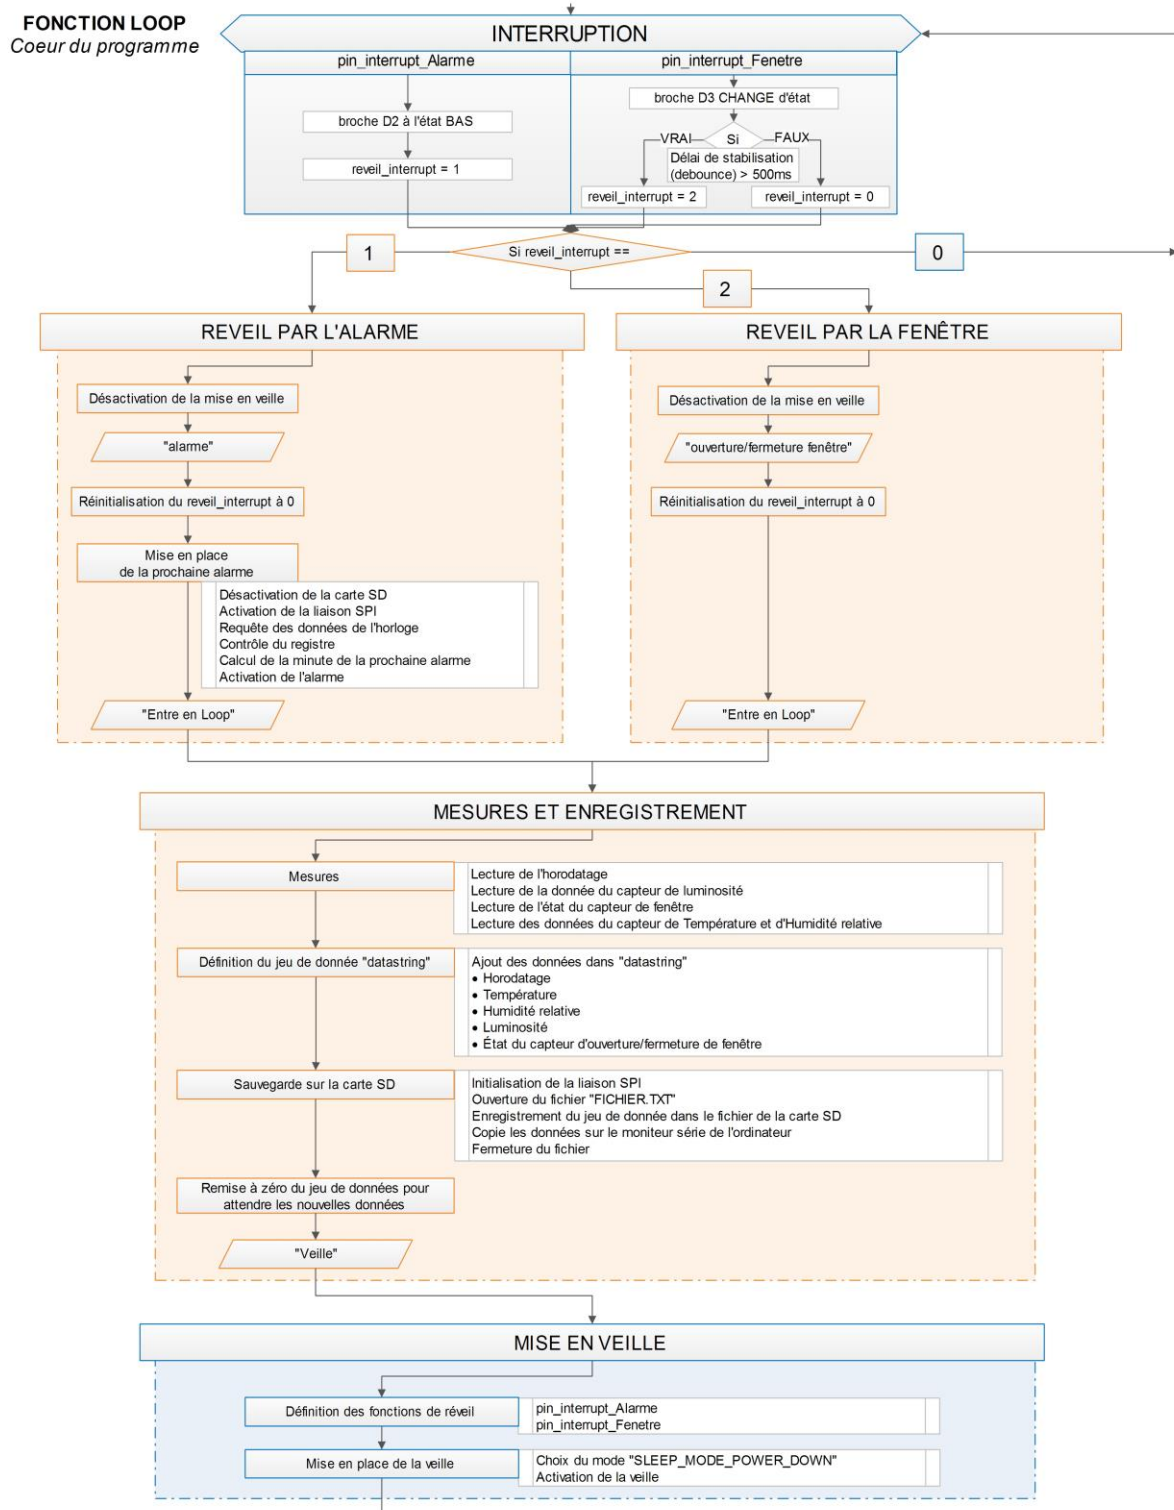 FONCTION LOOP
Coeur du programme
INTERRUPTION
pin_interrupt_Alarme
broche D2 à l'état BAS
reveil_interrupt = 1
pin_interrupt_Fenetre
broche D3 CHANGE d'état
VRAI
Si
FAUX
Délai de stabilisation
(debounce) > 500ms
reveil_interrupt = 2
reveil_interrupt = 0
Si reveil_interrupt ==
1
0
2
REVEIL PAR L'ALARME
Désactivation de la mise en veille
"alarme"
Réinitialisation du reveil_interrupt à 0
Mise en place
de la prochaine alarme
Désactivation de la carte SD
Activation de la liaison SPI
Requête des données de l'horloge
Contrôle du registre
Calcul de la minute de la prochaine alarme
Activation de l'alarme
"Entre en Loop"
REVEIL PAR LA FENÊTRE
Désactivation de la mise en veille
"ouverture/fermeture fenêtre"
Réinitialisation du reveil_interrupt à 0
"Entre en Loop"
MESURES ET ENREGISTREMENT
Mesures
Lecture de l'horodatage
Lecture de la donnée du capteur de luminosité
Lecture de l'état du capteur de fenêtre
Lecture des données du capteur de Température et d'Humidité relative
Définition du jeu de donnée "datastring"
Ajout des données dans "datastring"
• Horodatage
• Température
• Humidité relative
• Luminosité
• État du capteur d'ouverture/fermeture de fenêtre
Sauvegarde sur la carte SD
Initialisation de la liaison SPI
Ouverture du fichier "FICHIER.TXT"
Enregistrement du jeu de donnée dans le fichier de la carte SD
Copie les données sur le moniteur série de l'ordinateur
Fermeture du fichier
Remise à zéro du jeu de données pour
attendre les nouvelles données
"Veille"
MISE EN VEILLE
Définition des fonctions de réveil
pin_interrupt_Alarme
pin_interrupt_Fenetre
Mise en place de la veille
Choix du mode "SLEEP_MODE_POWER_DOWN"
Activation de la veille